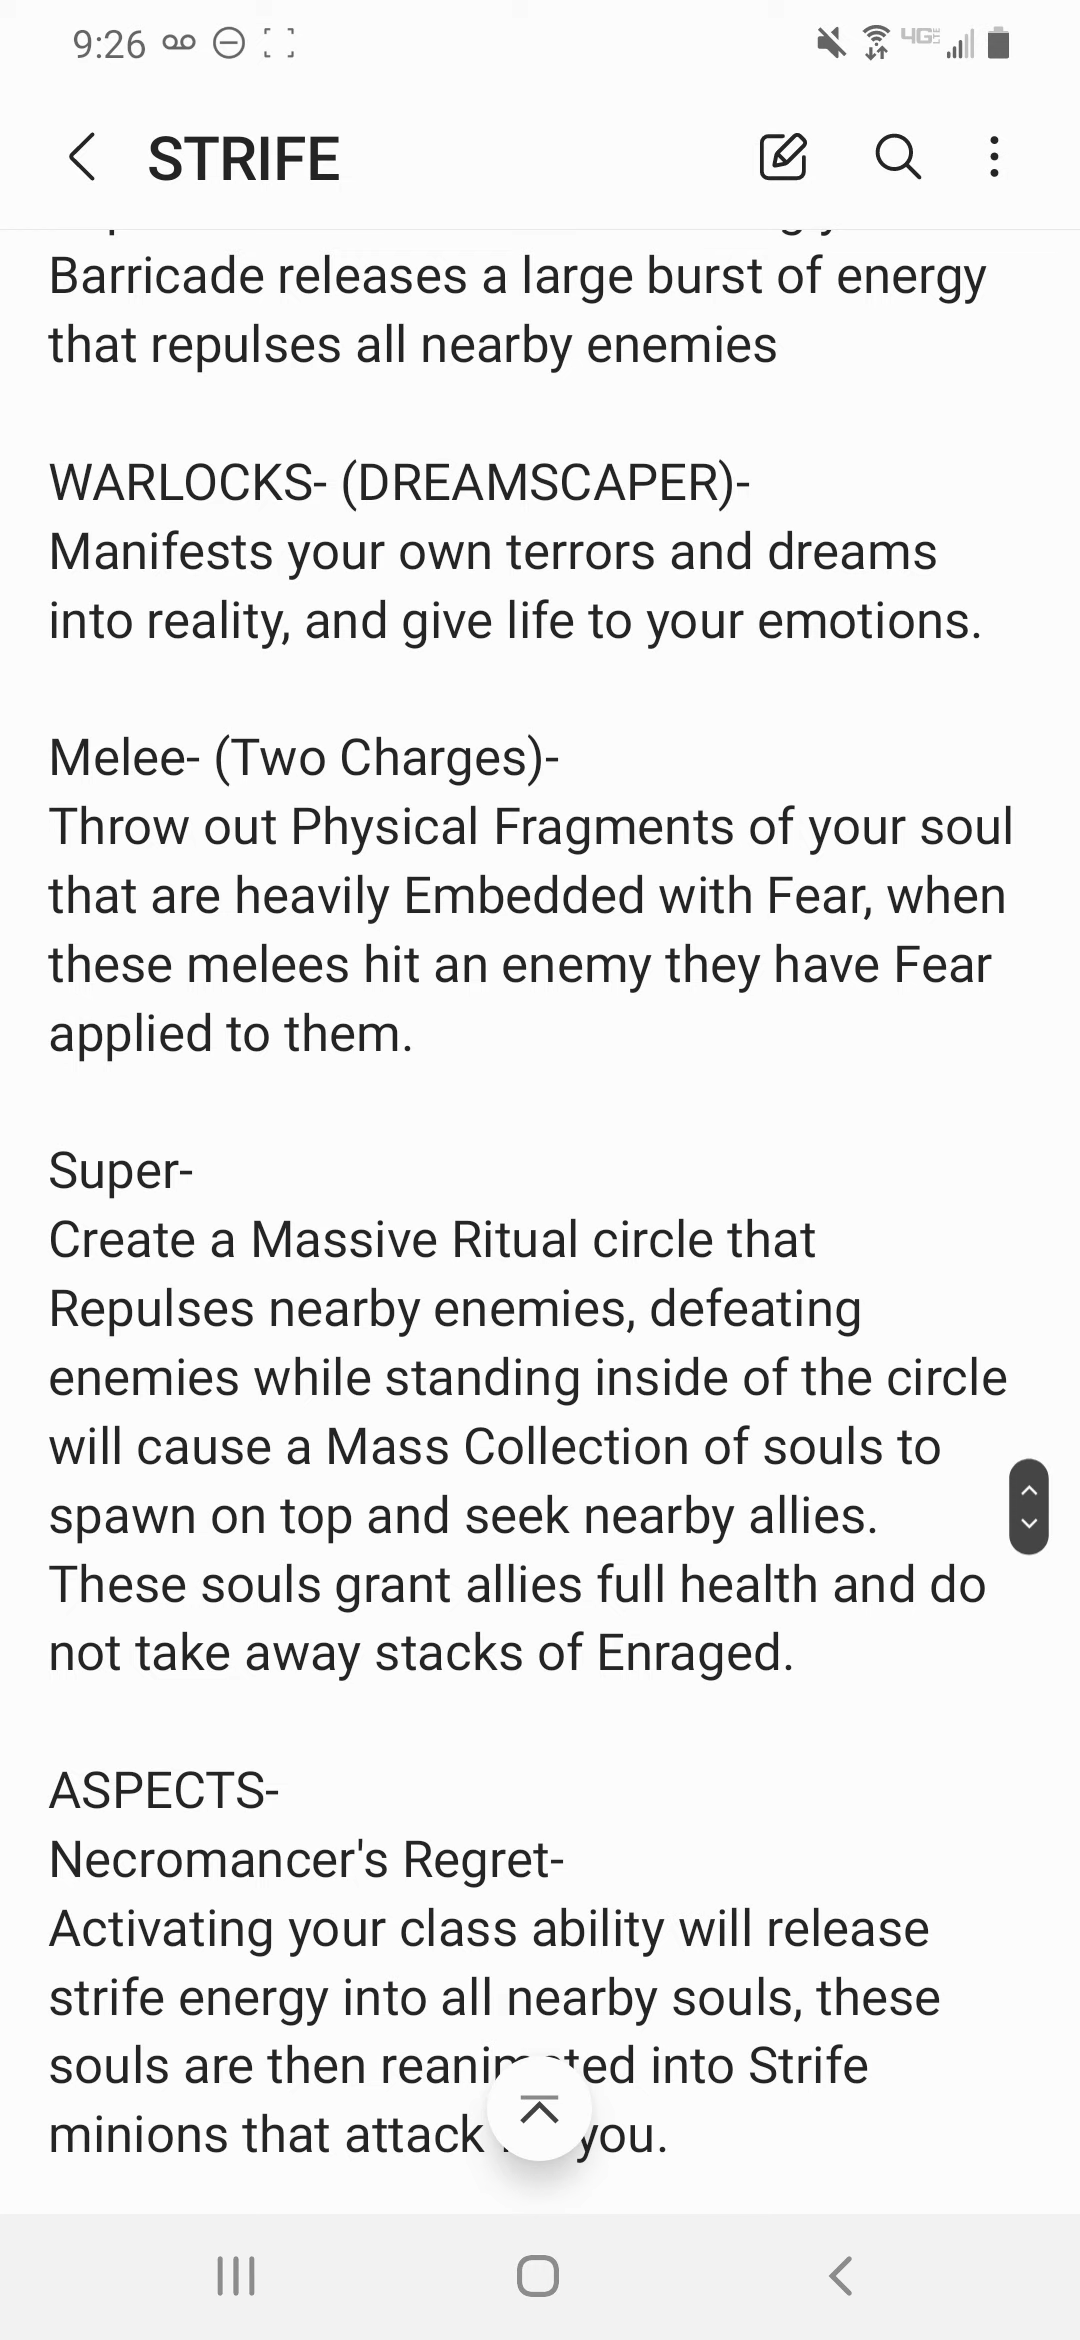 9:26
4G
STRIFE
Barricade releases a large burst of energy
that repulses all nearby enemies
WARLOCKS- (DREAMSCAPER)-
Manifests your own terrors and dreams
into reality, and give life to your emotions.
Melee- (Two Charges)-
Throw out Physical Fragments of your soul
that are heavily Embedded with Fear, when
these melees hit an enemy they have Fear
applied to them.
Super-
Create a Massive Ritual circle that
Repulses nearby enemies, defeating
enemies while standing inside of the circle
will cause a Mass Collection of souls to
spawn on top and seek nearby allies.
These souls grant allies full health and do
not take away stacks of Enraged.
ASPECTS-
Necromancer's Regret-
Activating your class ability will release
strife energy into all nearby souls, these
souls are then reanimated into Strife
minions that attack you.